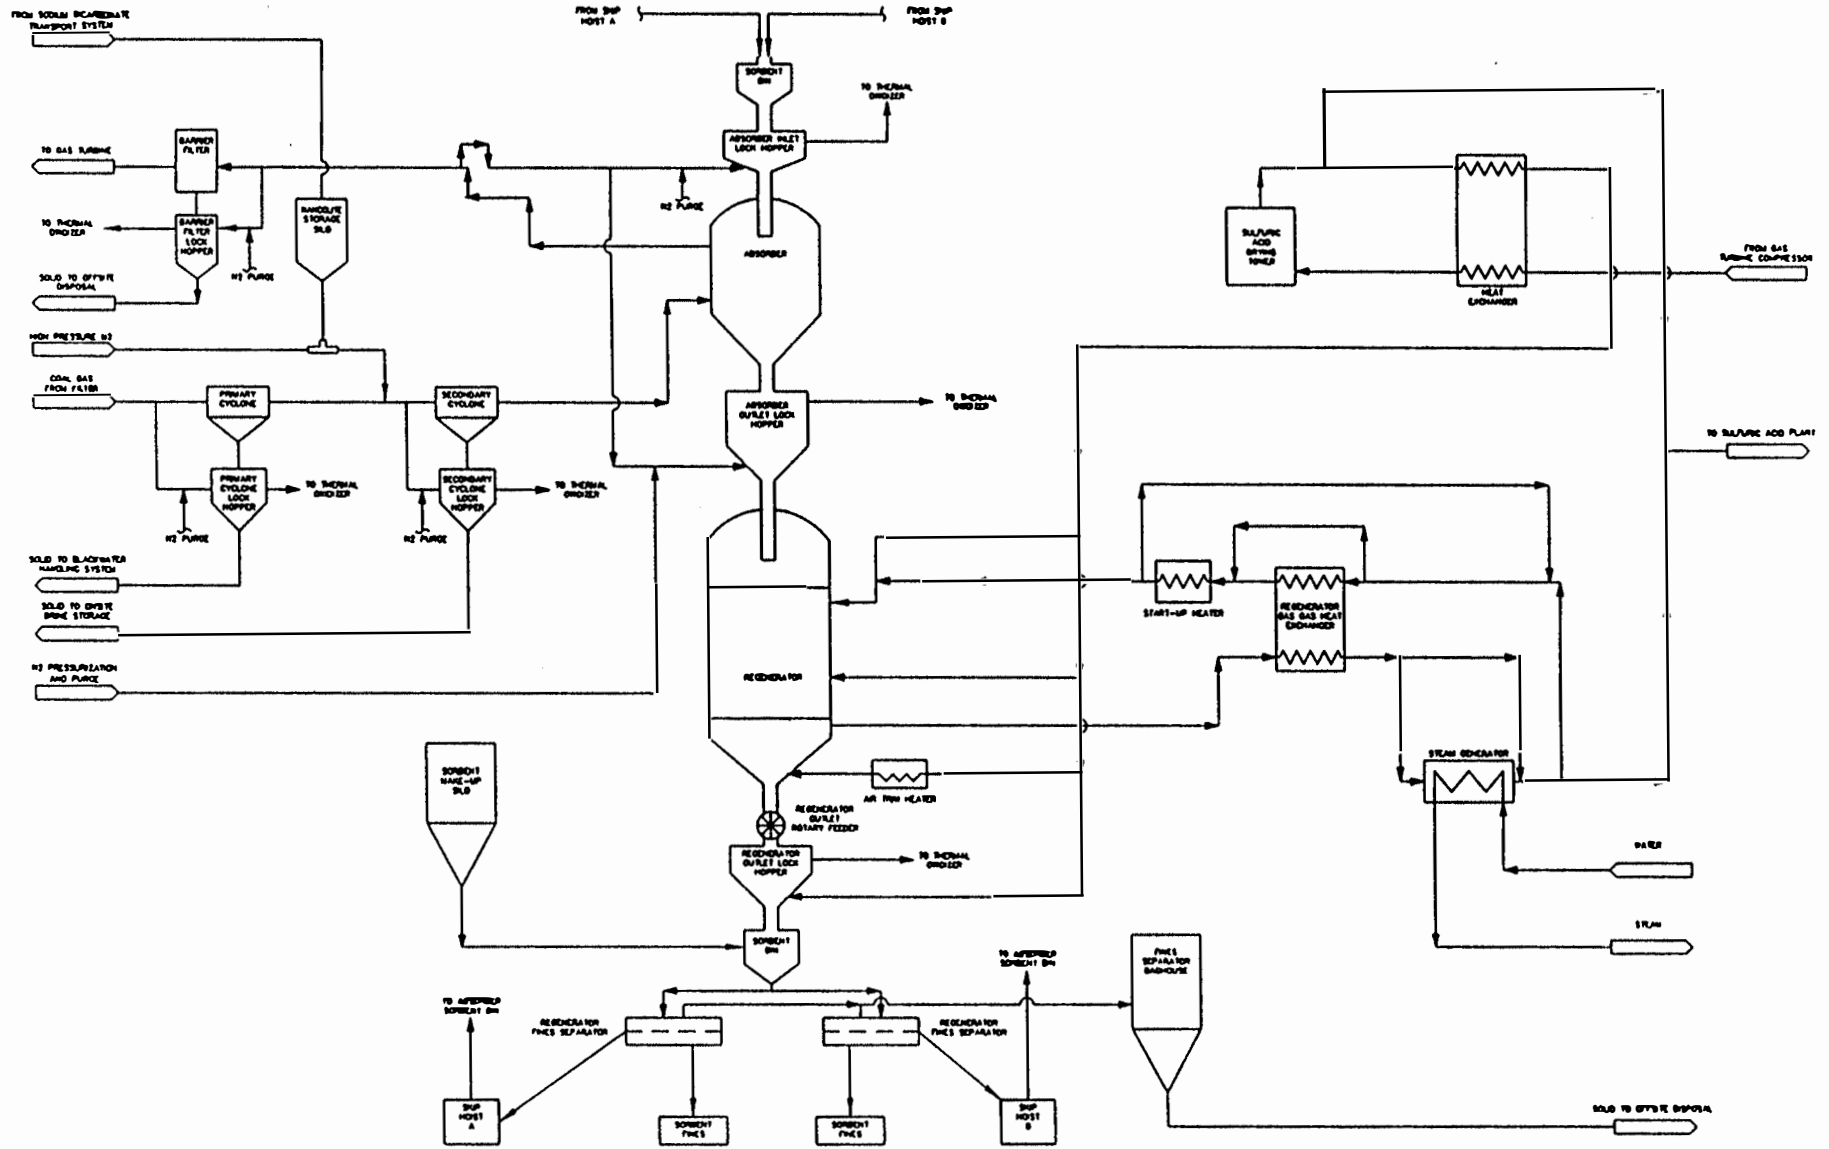 FROM SODIUM BICARBONATE
TRANSPORT SYSTEM
FROM SKIP
HOIST A
FROM SKIP
HOIST B
SORBENT
BIN
TO THERMAL
OXIDIZER
ABSORBER INLET
LOCK HOPPER
BARRIER
FILTER
TO GAS TURBINE
N2 PURGE
NAHCOLITE
STORAGE
SILO
TO THERMAL
OXIDIZER
BARRIER
FILTER
LOCK
HOPPER
N2 PURGE
SOLID TO OFFSITE
DISPOSAL
ABSORBER
SULFURIC
ACID
DRYING
TOWER
HEAT
EXCHANGER
FROM GAS
TURBINE COMPRESSOR
HIGH PRESSURE N2
COAL GAS
FROM FILTER
PRIMARY
CYCLONE
SECONDARY
CYCLONE
ABSORBER
OUTLET LOCK
HOPPER
TO THERMAL
OXIDIZER
TO SULFURIC ACID PLANT
PRIMARY
CYCLONE
LOCK
HOPPER
TO THERMAL
OXIDIZER
SECONDARY
CYCLONE
LOCK
HOPPER
TO THERMAL
OXIDIZER
N2 PURGE
N2 PURGE
SOLID TO BLACKWATER
HANDLING SYSTEM
SOLID TO ONSITE
BRINE STORAGE
START-UP HEATER
REGENERATOR
GAS GAS HEAT
EXCHANGER
N2 PRESSURIZATION
AND PURGE
REGENERATOR
STEAM GENERATOR
SORBENT
MAKE-UP
SILO
AIR TRIM HEATER
REGENERATOR
OUTLET
ROTARY FEEDER
REGENERATOR
OUTLET LOCK
HOPPER
TO THERMAL
OXIDIZER
WATER
STEAM
SORBENT
BIN
TO ABSORBER
SORBENT BIN
FINES
SEPARATOR
BAGHOUSE
TO ABSORBER
SORBENT BIN
REGENERATOR
FINES SEPARATOR
REGENERATOR
FINES SEPARATOR
SKIP
HOIST
A
SORBENT
FINES
SORBENT
FINES
SKIP
HOIST
B
SOLID TO OFFSITE DISPOSAL